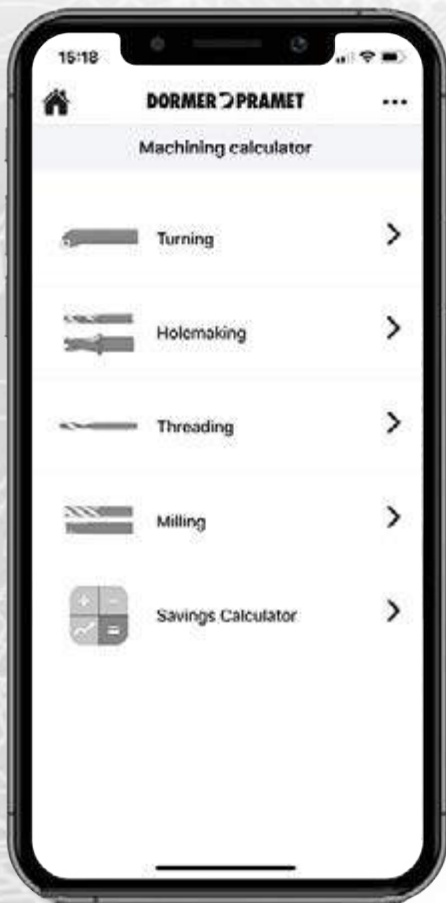 15:18
DORMER PRAMET
Machining calculator
Turning
Holemaking
Threading
Milling
Savings Calculator